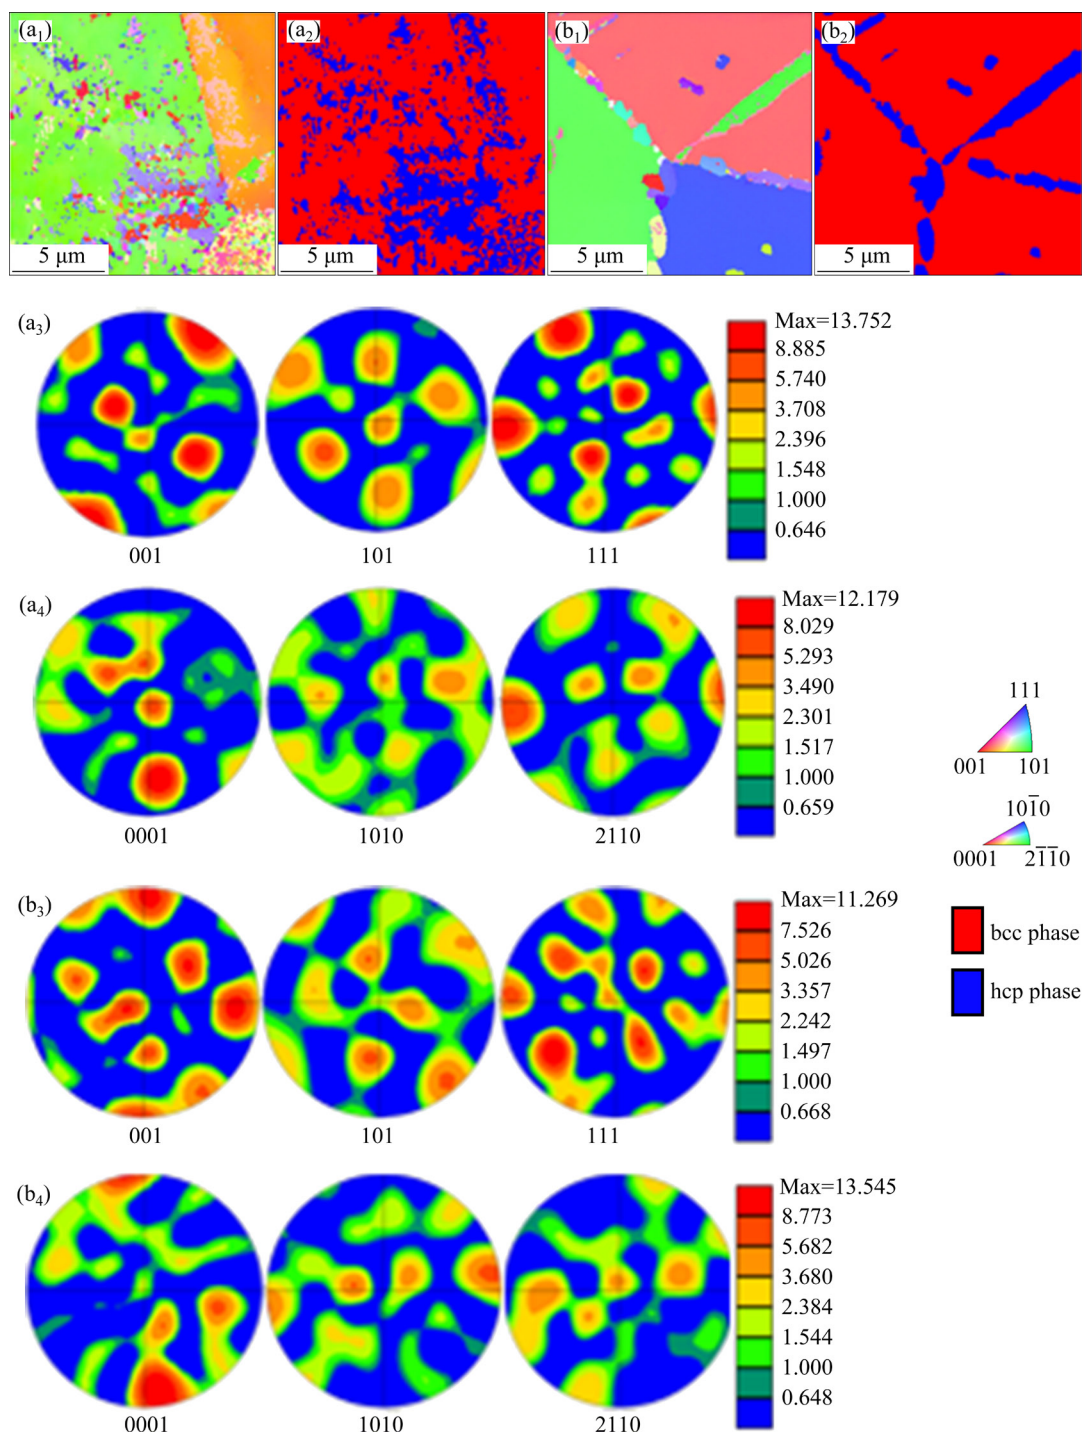 (a1) (a2) (b1) (b2)
5 μm 5 μm 5 μm 5 μm
(a3)
Max=13.752
8.885
5.740
3.708
2.396
1.548
1.000
0.646
001 101 111
(a4)
Max=12.179
8.029
5.293
3.490
2.301
1.517
1.000
0.659
0001 1010 2110
111
001 101
101̅0
0001 21̅1̅0
(b3)
Max=11.269
7.526
5.026
3.357
2.242
1.497
1.000
0.668
001 101 111
bcc phase
hcp phase
(b4)
Max=13.545
8.773
5.682
3.680
2.384
1.544
1.000
0.648
0001 1010 2110